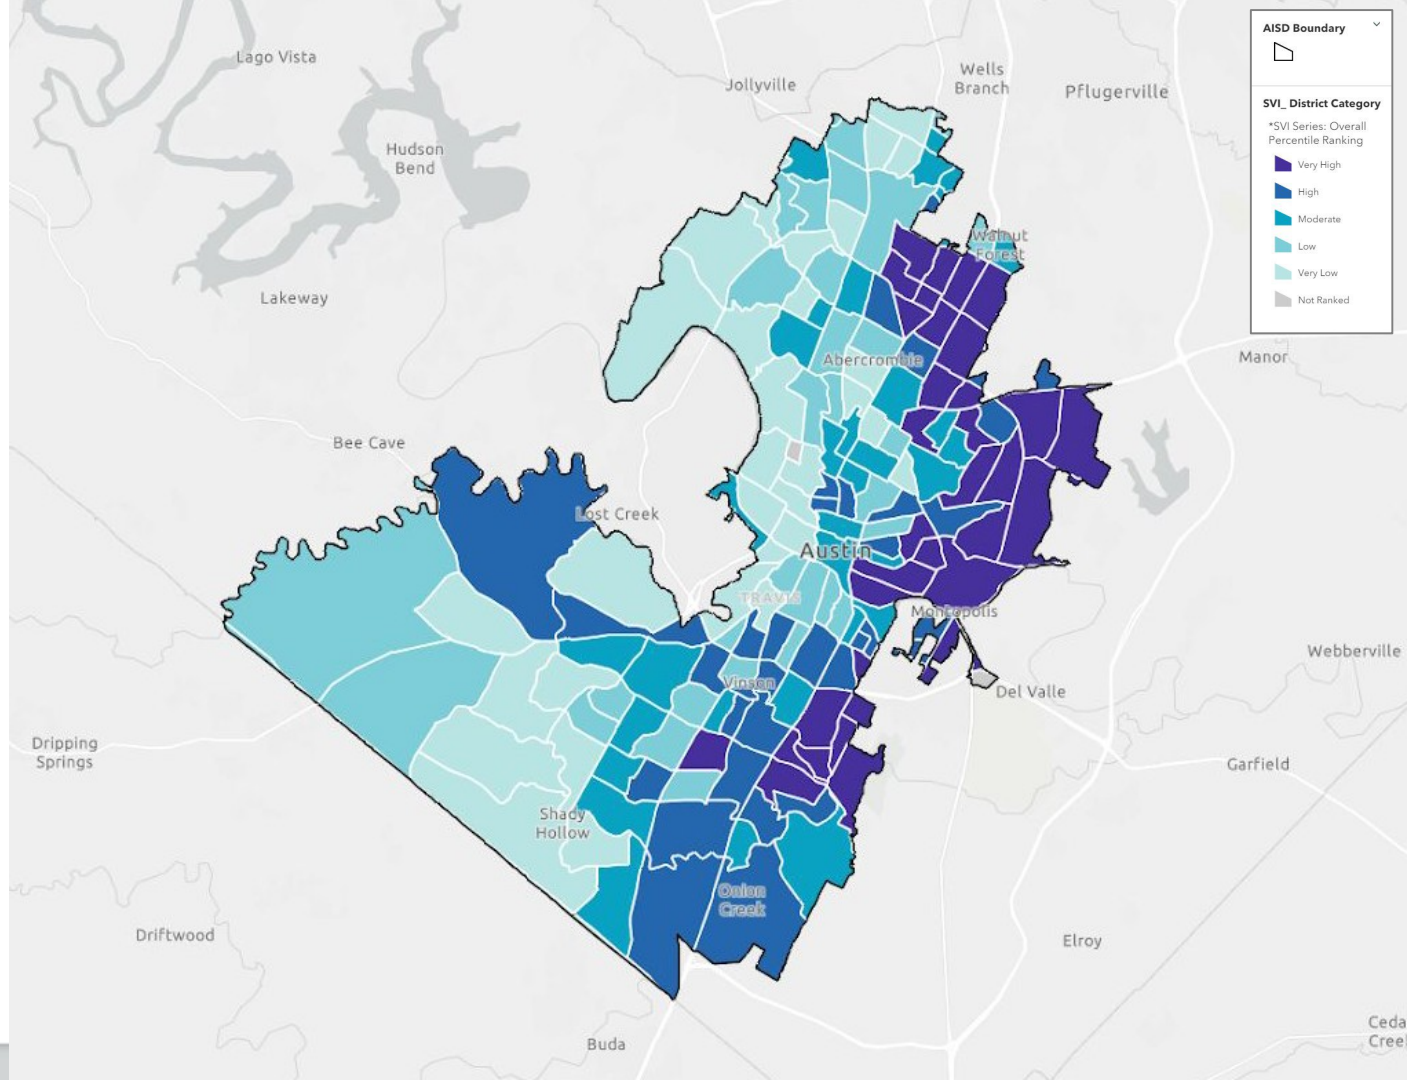 AISD Boundary
SVI_ District Category
*SVI Series: Overall
Percentile Ranking
Very High
High
Moderate
Low
Very Low
Not Ranked
Lago Vista
Jollyville
Wells
Branch
Pflugerville
Hudson
Bend
Walnut
Forest
Lakeway
Abercrombie
Manor
Bee Cave
Lost Creek
Austin
TRAVIS
Montopolis
Webberville
Vinson
Del Valle
Dripping
Springs
Garfield
Shady
Hollow
Onion
Creek
Driftwood
Elroy
Buda
Ceda
Creek